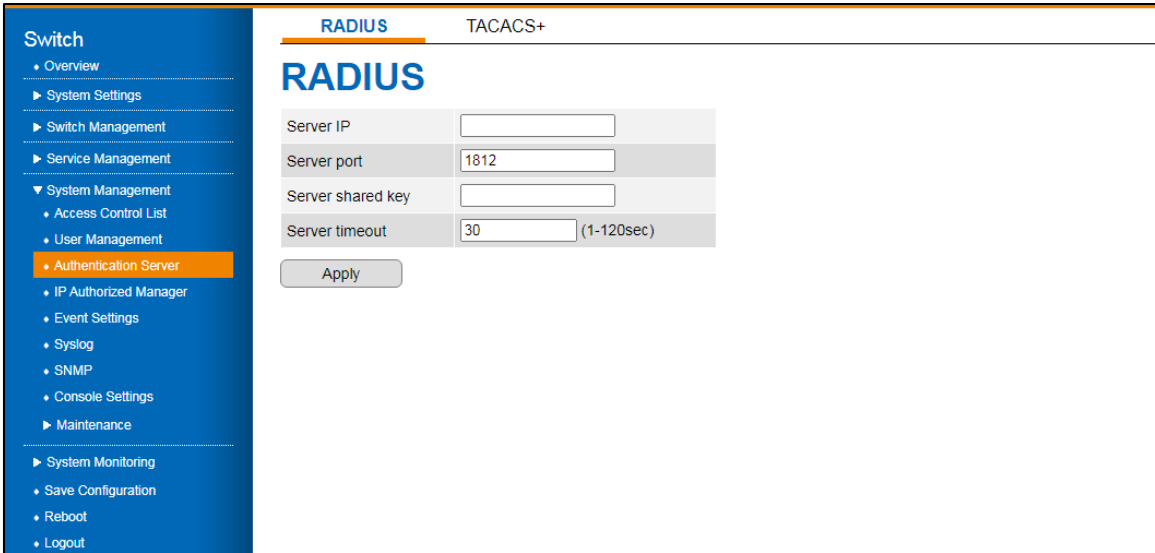 Switch
Overview
System Settings
Switch Management
Service Management
System Management
Access Control List
User Management
Authentication Server
IP Authorized Manager
Event Settings
Syslog
SNMP
Console Settings
Maintenance
System Monitoring
Save Configuration
Reboot
Logout
RADIUS TACACS+
RADIUS
Server IP
Server port 1812
Server shared key
Server timeout 30 (1-120sec)
Apply